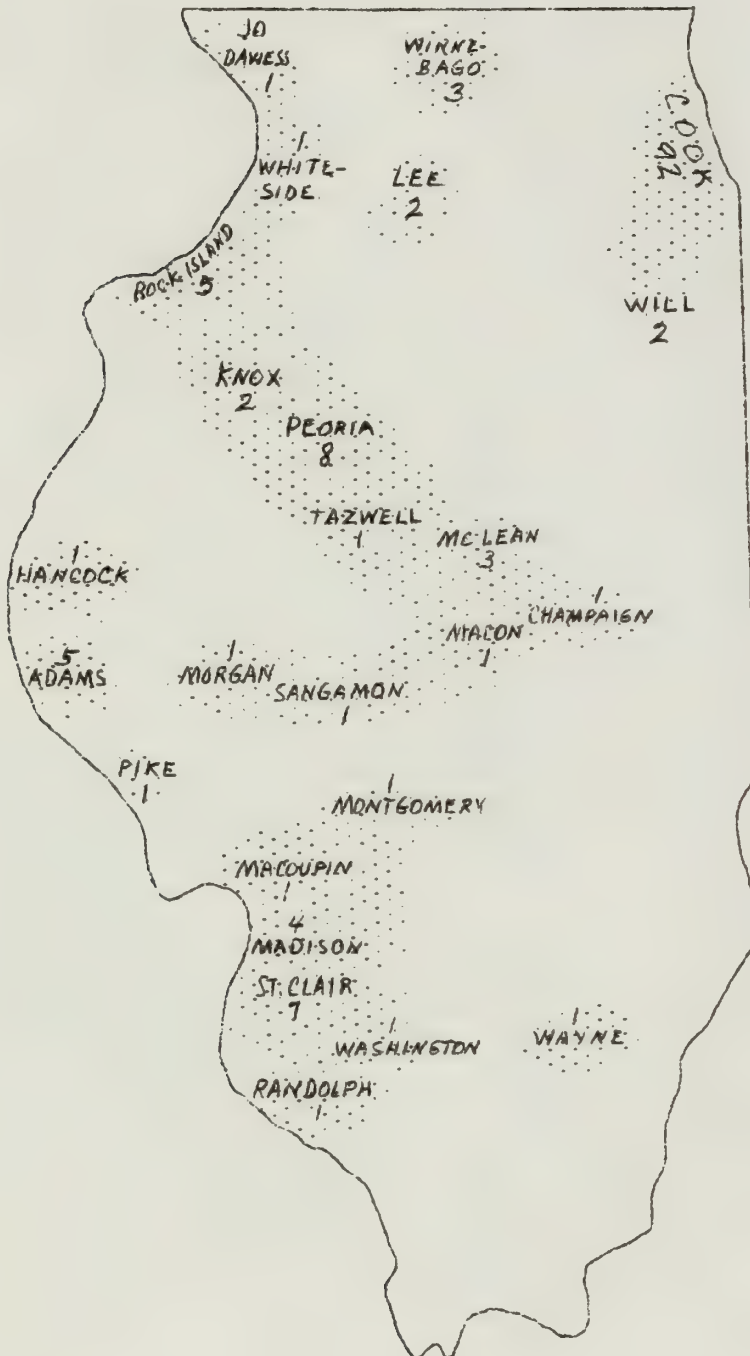 JO
DAWESS
1
WINNE-
BAGO
3
COOK
92
1
WHITE-
SIDE
LEE
2
ROCK ISLAND
5
WILL
2
KNOX
2
PEORIA
8
TAZWELL
1
MCLEAN
3
1
HANCOCK
1
CHAMPAIGN
MACON
1
5
ADAMS
1
MORGAN
SANGAMON
1
PIKE
1
1
MONTGOMERY
MACOUPIN
1
4
MADISON
ST. CLAIR
7
1
WASHINGTON
1
WAYNE
RANDOLPH
1